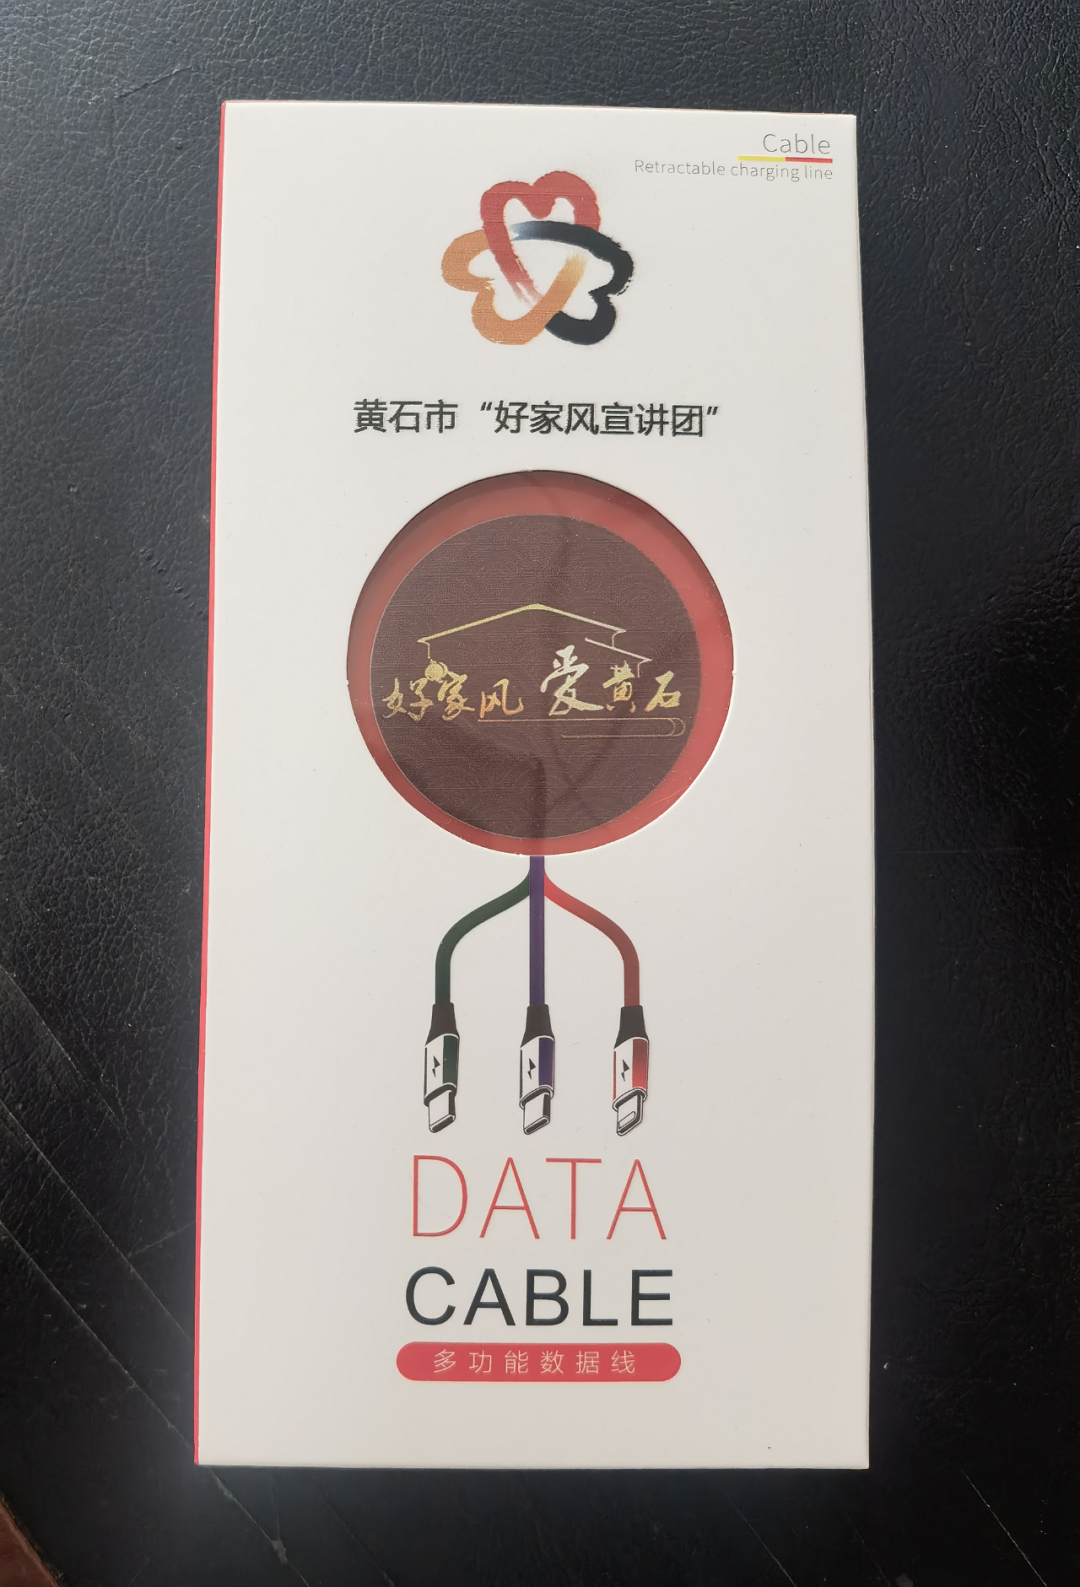 Cable
Retractable charging line
黄石市“好家风宣讲团”
好家风 爱黄石
DATA
CABLE
多功能数据线